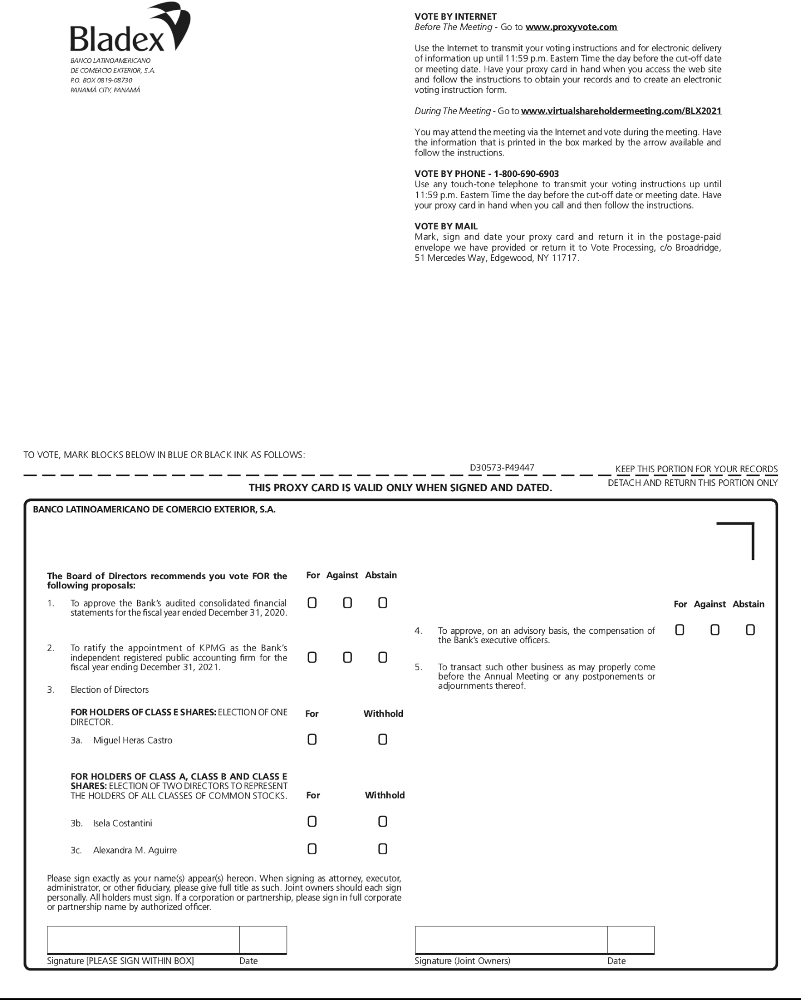 Bladex
BANCO LATINOAMERICANO
DE COMERCIO EXTERIOR, S.A.
P.O. BOX 0819-08730
PANAMÁ CITY, PANAMÁ
VOTE BY INTERNET
Before The Meeting - Go to www.proxyvote.com
Use the Internet to transmit your voting instructions and for electronic delivery
of information up until 11:59 p.m. Eastern Time the day before the cut-off date
or meeting date. Have your proxy card in hand when you access the web site
and follow the instructions to obtain your records and to create an electronic
voting instruction form.
During The Meeting - Go to www.virtualshareholdermeeting.com/BLX2021
You may attend the meeting via the Internet and vote during the meeting. Have
the information that is printed in the box marked by the arrow available and
follow the instructions.
VOTE BY PHONE - 1-800-690-6903
Use any touch-tone telephone to transmit your voting instructions up until
11:59 p.m. Eastern Time the day before the cut-off date or meeting date. Have
your proxy card in hand when you call and then follow the instructions.
VOTE BY MAIL
Mark, sign and date your proxy card and return it in the postage-paid
envelope we have provided or return it to Vote Processing, c/o Broadridge,
51 Mercedes Way, Edgewood, NY 11717.
TO VOTE, MARK BLOCKS BELOW IN BLUE OR BLACK INK AS FOLLOWS:
D30573-P49447
KEEP THIS PORTION FOR YOUR RECORDS
DETACH AND RETURN THIS PORTION ONLY
THIS PROXY CARD IS VALID ONLY WHEN SIGNED AND DATED.
BANCO LATINOAMERICANO DE COMERCIO EXTERIOR, S.A.
The Board of Directors recommends you vote FOR the
following proposals:
For Against Abstain
1. To approve the Bank's audited consolidated financial
statements for the fiscal year ended December 31, 2020.
2. To ratify the appointment of KPMG as the Bank's
independent registered public accounting firm for the
fiscal year ending December 31, 2021.
3. Election of Directors
FOR HOLDERS OF CLASS E SHARES: ELECTION OF ONE
DIRECTOR.
For Withhold
3a. Miguel Heras Castro
FOR HOLDERS OF CLASS A, CLASS B AND CLASS E
SHARES: ELECTION OF TWO DIRECTORS TO REPRESENT
THE HOLDERS OF ALL CLASSES OF COMMON STOCKS.
For Withhold
3b. Isela Costantini
3c. Alexandra M. Aguirre
For Against Abstain
4. To approve, on an advisory basis, the compensation of
the Bank's executive officers.
5. To transact such other business as may properly come
before the Annual Meeting or any postponements or
adjournments thereof.
Please sign exactly as your name(s) appear(s) hereon. When signing as attorney, executor,
administrator, or other fiduciary, please give full title as such. Joint owners should each sign
personally. All holders must sign. If a corporation or partnership, please sign in full corporate
or partnership name by authorized officer.
Signature [PLEASE SIGN WITHIN BOX] Date
Signature (Joint Owners) Date